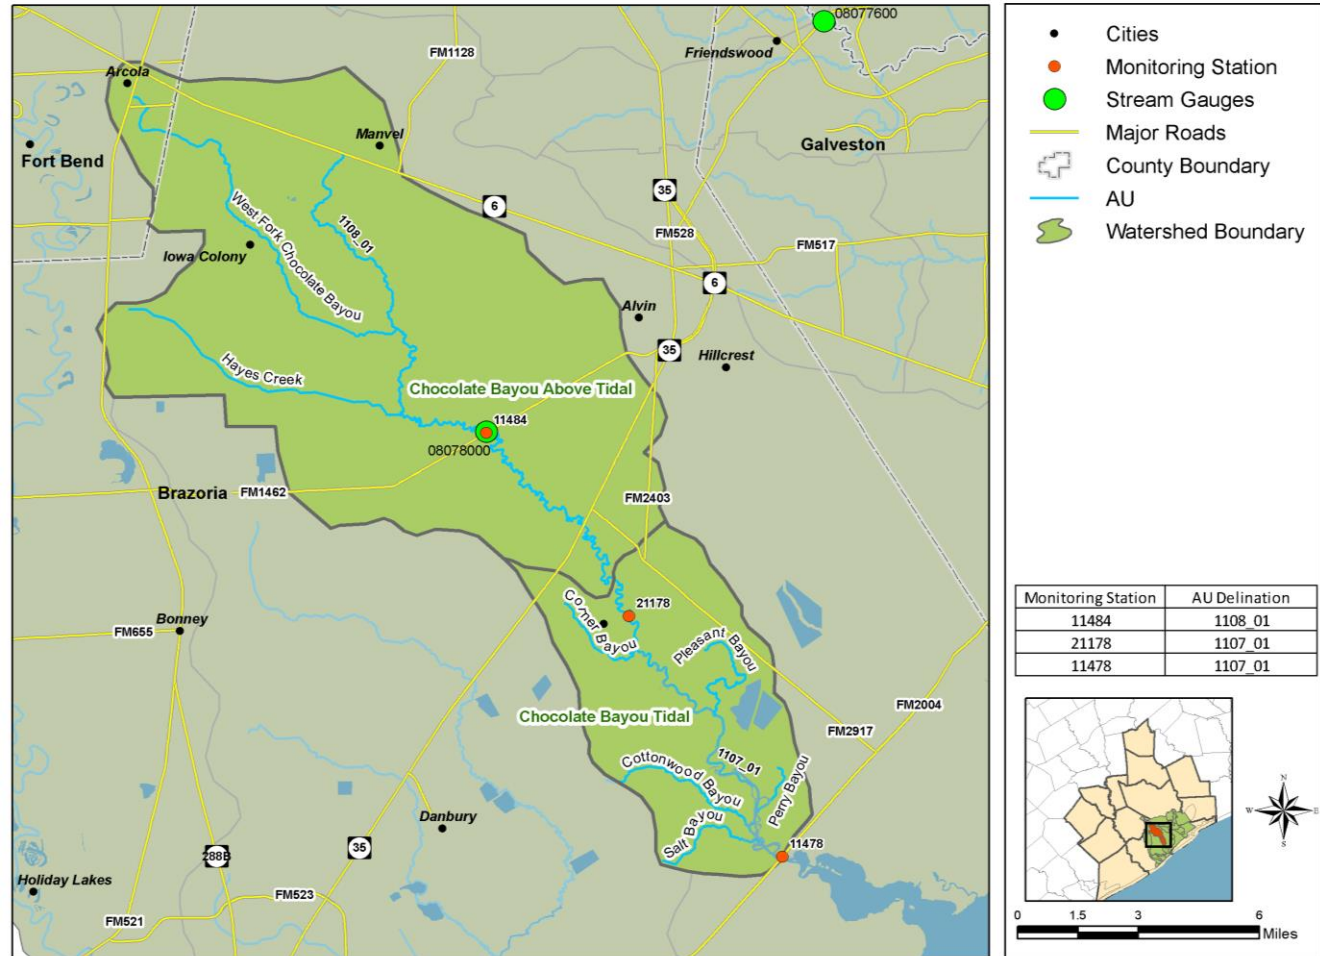 08077600
Friendswood
FM1128
Arcola
Manvel
Fort Bend
Galveston
35
6
West Fork Chocolate Bayou
1108_01
FM528
FM517
Iowa Colony
6
Alvin
35
Hillcrest
Hayes Creek
Chocolate Bayou Above Tidal
11484
08078000
Brazoria
FM1462
FM2403
21178
Corner Bayou
Pleasant Bayou
Bonney
FM655
Chocolate Bayou Tidal
FM2004
FM2917
1107_01
Cottonwood Bayou
Perry Bayou
Salt Bayou
Danbury
11478
288B
35
Holiday Lakes
FM523
FM521
Cities
Monitoring Station
Stream Gauges
Major Roads
County Boundary
AU
Watershed Boundary
Monitoring Station AU Delination
11484 1108_01
21178 1107_01
11478 1107_01
N
W E
S
0 1.5 3 6
Miles